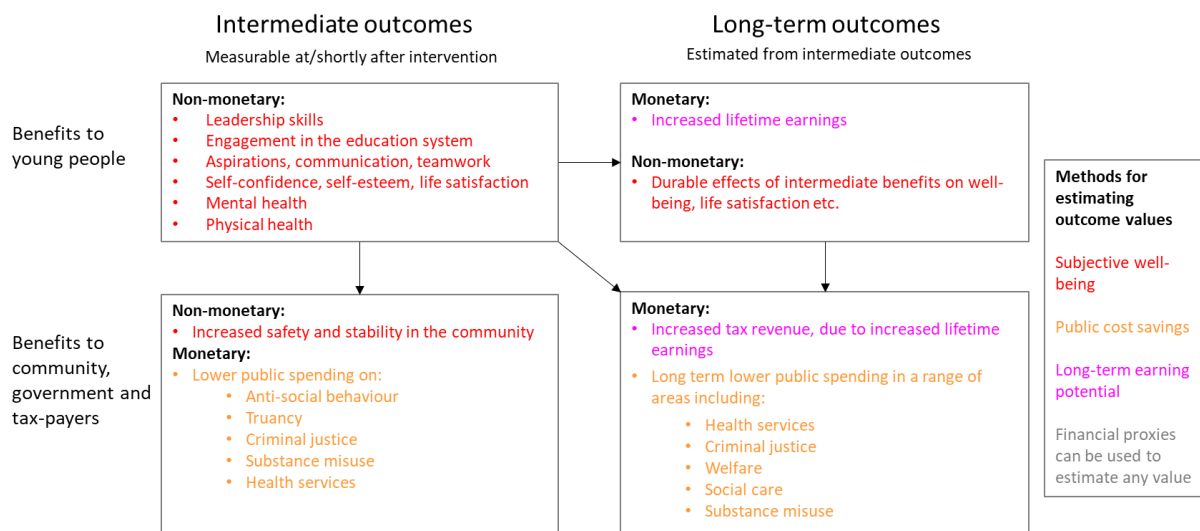 Intermediate outcomes
Measurable at/shortly after intervention
Long-term outcomes
Estimated from intermediate outcomes
Benefits to
young people
Non-monetary:
• Leadership skills
• Engagement in the education system
• Aspirations, communication, teamwork
• Self-confidence, self-esteem, life satisfaction
• Mental health
• Physical health
Monetary:
• Increased lifetime earnings
Non-monetary:
• Durable effects of intermediate benefits on well-
being, life satisfaction etc.
Benefits to
community,
government and
tax-payers
Non-monetary:
• Increased safety and stability in the community
Monetary:
• Lower public spending on:
• Anti-social behaviour
• Truancy
• Criminal justice
• Substance misuse
• Health services
Monetary:
• Increased tax revenue, due to increased lifetime
earnings
• Long term lower public spending in a range of
areas including:
• Health services
• Criminal justice
• Welfare
• Social care
• Substance misuse
Methods for
estimating
outcome values
Subjective well-
being
Public cost savings
Long-term earning
potential
Financial proxies
can be used to
estimate any value